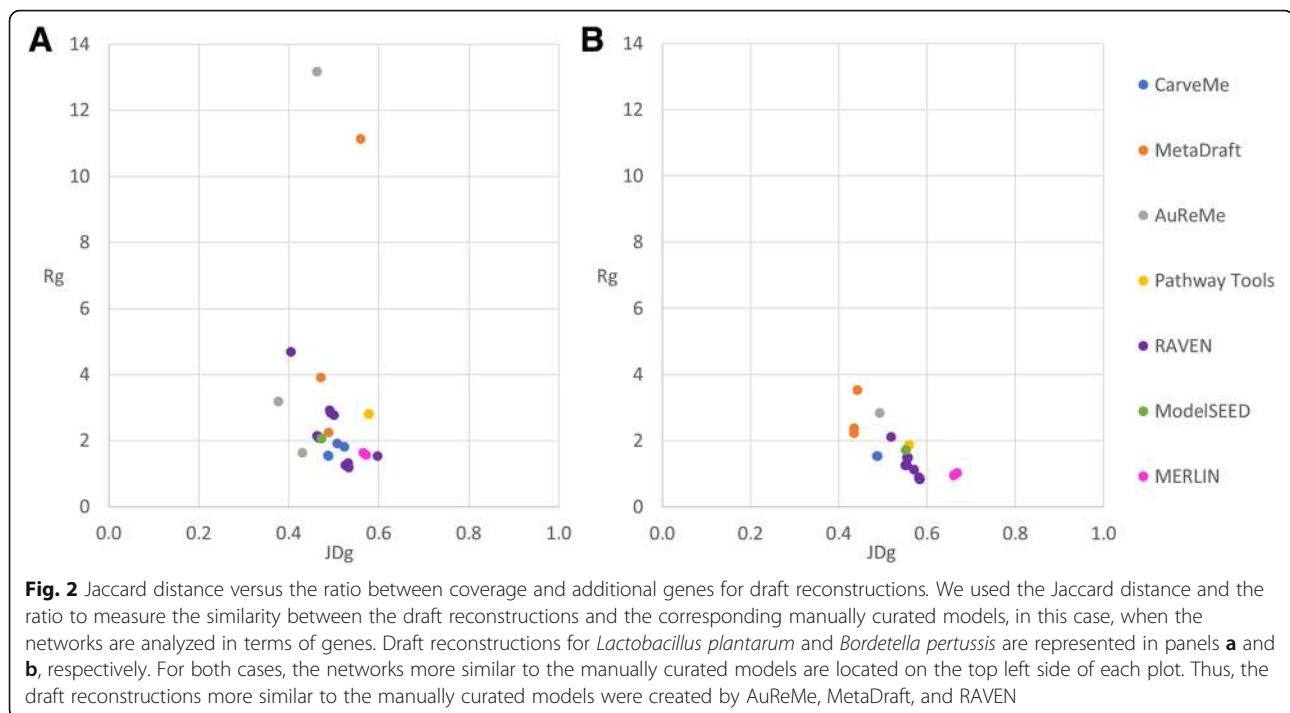 A
B
14
12
10
8
6
4
2
0
Rg
0.0 0.2 0.4 0.6 0.8 1.0
JDg
14
12
10
8
6
4
2
0
Rg
0.0 0.2 0.4 0.6 0.8 1.0
JDg
CarveMe
MetaDraft
AuReMe
Pathway Tools
RAVEN
ModelSEED
MERLIN
Fig. 2 Jaccard distance versus the ratio between coverage and additional genes for draft reconstructions. We used the Jaccard distance and the
ratio to measure the similarity between the draft reconstructions and the corresponding manually curated models, in this case, when the
networks are analyzed in terms of genes. Draft reconstructions for Lactobacillus plantarum and Bordetella pertussis are represented in panels a and
b, respectively. For both cases, the networks more similar to the manually curated models are located on the top left side of each plot. Thus, the
draft reconstructions more similar to the manually curated models were created by AuReMe, MetaDraft, and RAVEN